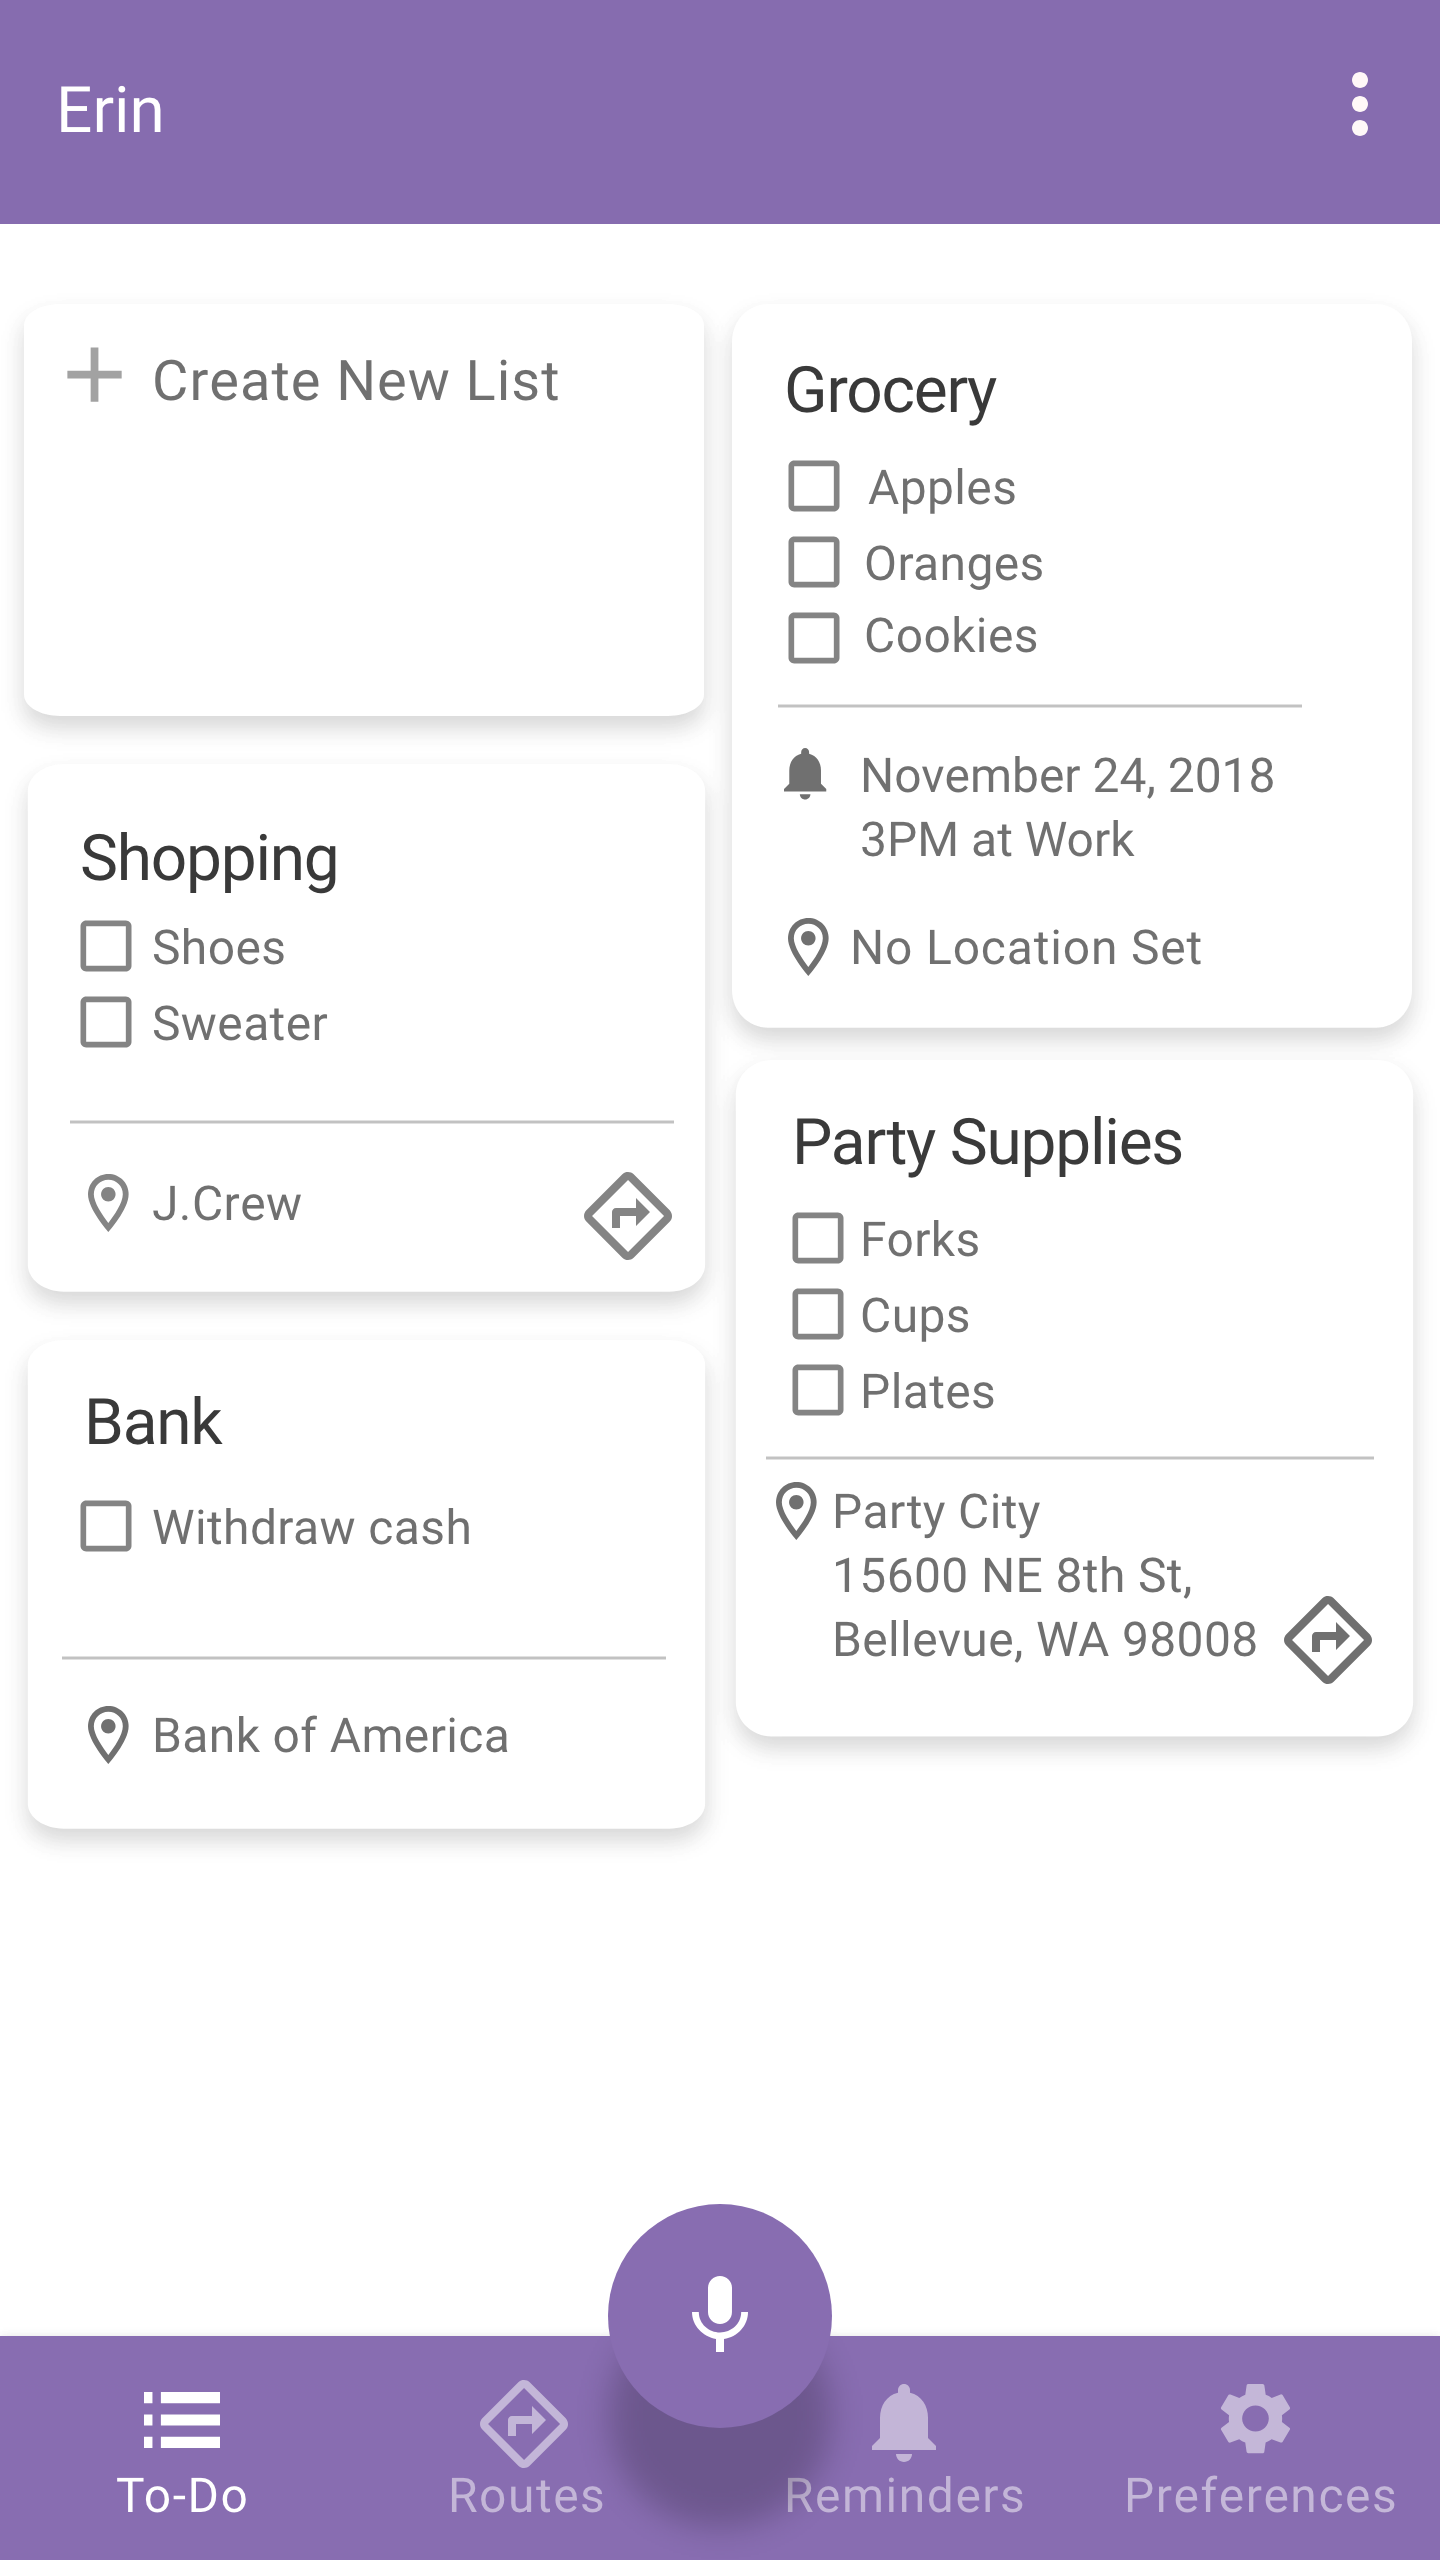 Erin
Create New List
Grocery
Apples
Oranges
Cookies
November 24, 2018
3PM at Work
No Location Set
Shopping
Shoes
Sweater
J.Crew
Party Supplies
Forks
Cups
Plates
Party City
15600 NE 8th St,
Bellevue, WA 98008
Bank
Withdraw cash
Bank of America
To-Do
Routes
Reminders
Preferences